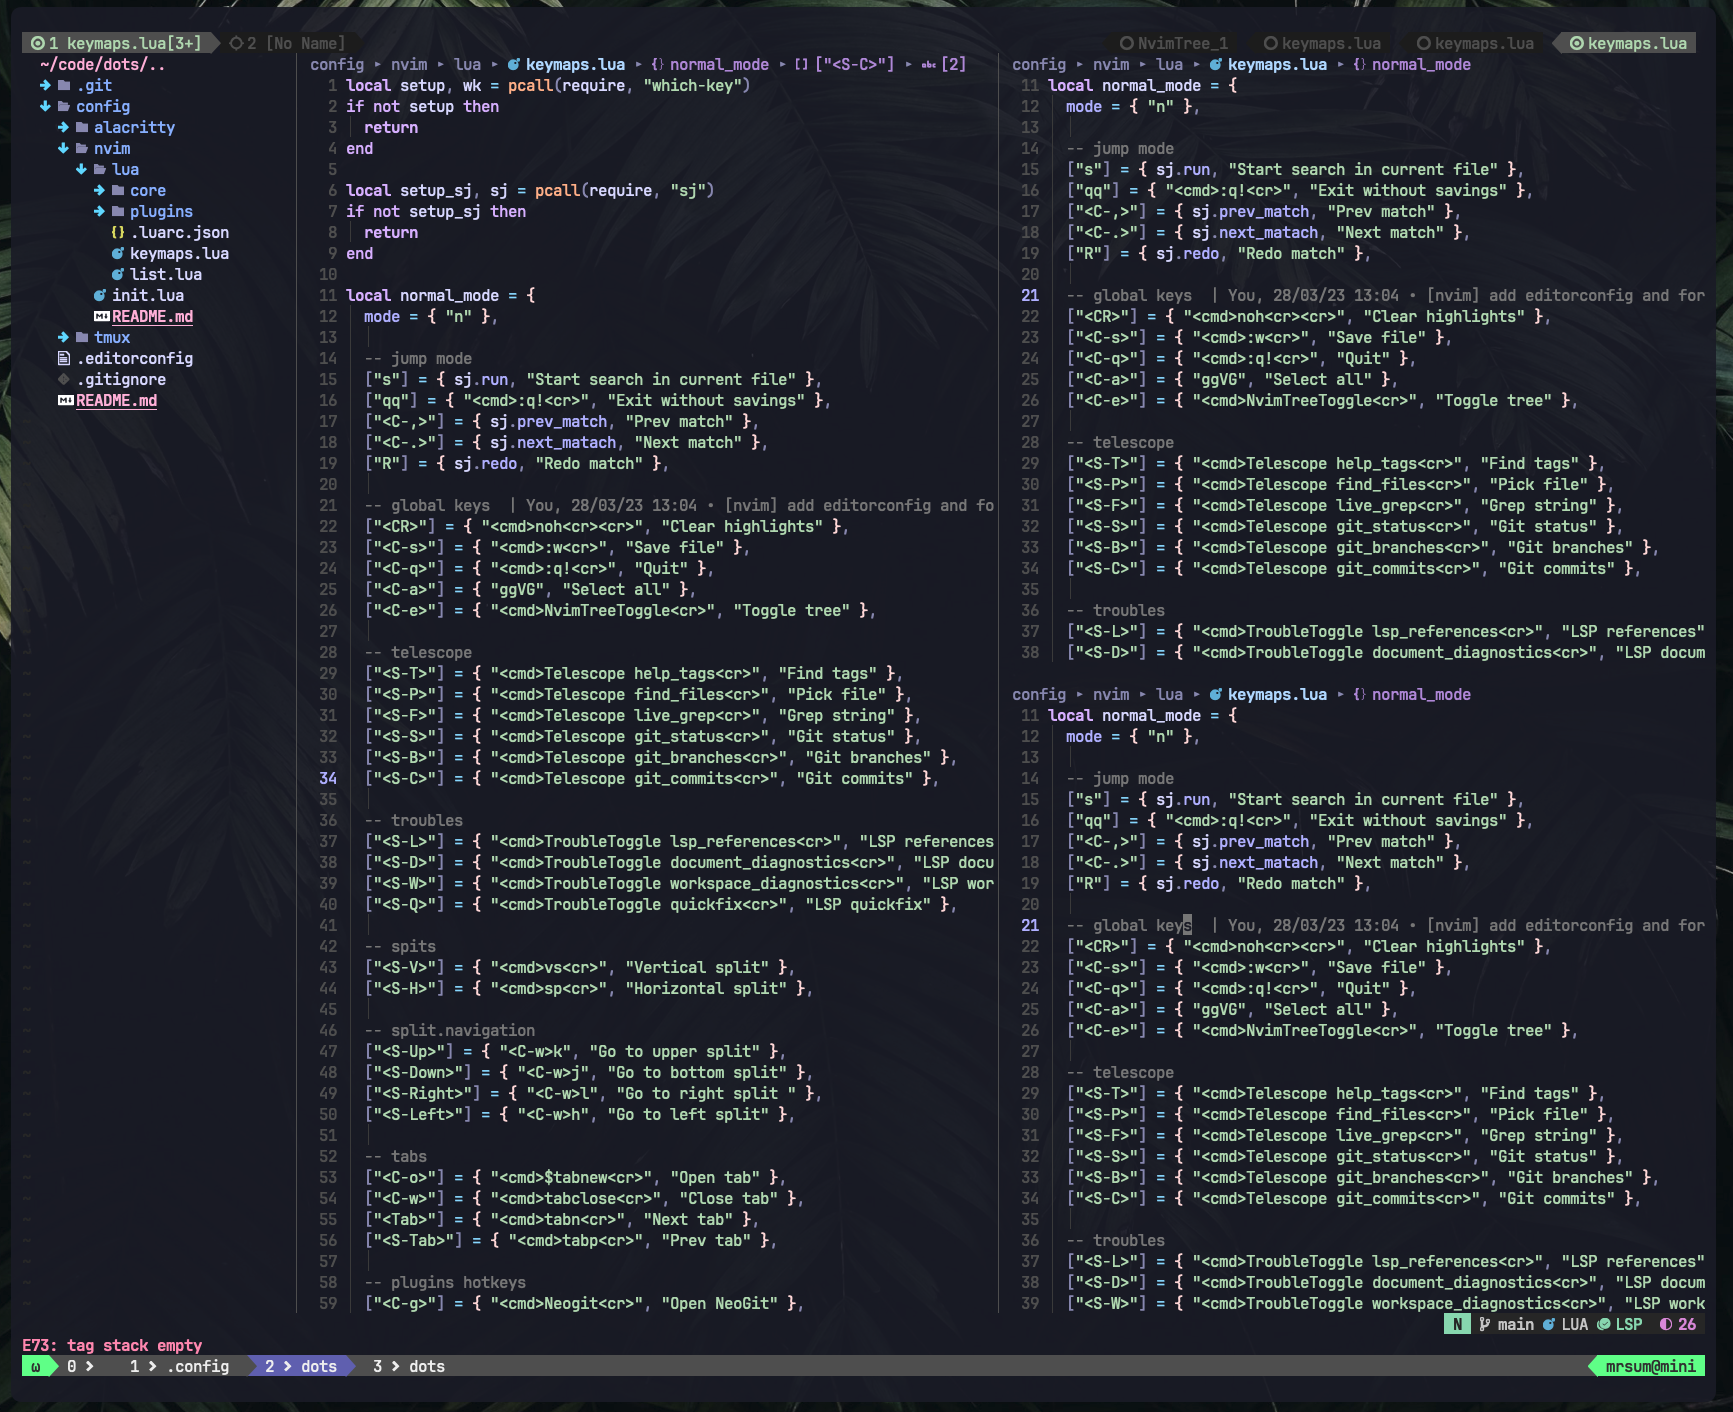 1 keymaps.lua[3+] 2 [No Name] NvimTree_1 keymaps.lua keymaps.lua keymaps.lua
~/code/dots/..
.git
config
alacritty
nvim
lua
core
plugins
{} .luarc.json
keymaps.lua
list.lua
init.lua
README.md
tmux
.editorconfig
.gitignore
README.md
config ▸ nvim ▸ lua ▸ keymaps.lua ▸ {} normal_mode ▸ [] ["<S-C>"] ▸ abc [2]
1 local setup, wk = pcall(require, "which-key")
2 if not setup then
3 return
4 end
5
6 local setup_sj, sj = pcall(require, "sj")
7 if not setup_sj then
8 return
9 end
10
11 local normal_mode = {
12 mode = { "n" },
13
14 -- jump mode
15 ["s"] = { sj.run, "Start search in current file" },
16 ["qq"] = { "<cmd>:q!<cr>", "Exit without savings" },
17 ["<C-,>"] = { sj.prev_match, "Prev match" },
18 ["<C-.>"] = { sj.next_matach, "Next match" },
19 ["R"] = { sj.redo, "Redo match" },
20
21 -- global keys | You, 28/03/23 13:04 • [nvim] add editorconfig and fo
22 ["<CR>"] = { "<cmd>noh<cr><cr>", "Clear highlights" },
23 ["<C-s>"] = { "<cmd>:w<cr>", "Save file" },
24 ["<C-q>"] = { "<cmd>:q!<cr>", "Quit" },
25 ["<C-a>"] = { "ggVG", "Select all" },
26 ["<C-e>"] = { "<cmd>NvimTreeToggle<cr>", "Toggle tree" },
27
28 -- telescope
29 ["<S-T>"] = { "<cmd>Telescope help_tags<cr>", "Find tags" },
30 ["<S-P>"] = { "<cmd>Telescope find_files<cr>", "Pick file" },
31 ["<S-F>"] = { "<cmd>Telescope live_grep<cr>", "Grep string" },
32 ["<S-S>"] = { "<cmd>Telescope git_status<cr>", "Git status" },
33 ["<S-B>"] = { "<cmd>Telescope git_branches<cr>", "Git branches" },
34 ["<S-C>"] = { "<cmd>Telescope git_commits<cr>", "Git commits" },
35
36 -- troubles
37 ["<S-L>"] = { "<cmd>TroubleToggle lsp_references<cr>", "LSP references
38 ["<S-D>"] = { "<cmd>TroubleToggle document_diagnostics<cr>", "LSP docu
39 ["<S-W>"] = { "<cmd>TroubleToggle workspace_diagnostics<cr>", "LSP wor
40 ["<S-Q>"] = { "<cmd>TroubleToggle quickfix<cr>", "LSP quickfix" },
41
42 -- spits
43 ["<S-V>"] = { "<cmd>vs<cr>", "Vertical split" },
44 ["<S-H>"] = { "<cmd>sp<cr>", "Horizontal split" },
45
46 -- split.navigation
47 ["<S-Up>"] = { "<C-w>k", "Go to upper split" },
48 ["<S-Down>"] = { "<C-w>j", "Go to bottom split" },
49 ["<S-Right>"] = { "<C-w>l", "Go to right split " },
50 ["<S-Left>"] = { "<C-w>h", "Go to left split" },
51
52 -- tabs
53 ["<C-o>"] = { "<cmd>$tabnew<cr>", "Open tab" },
54 ["<C-w>"] = { "<cmd>tabclose<cr>", "Close tab" },
55 ["<Tab>"] = { "<cmd>tabn<cr>", "Next tab" },
56 ["<S-Tab>"] = { "<cmd>tabp<cr>", "Prev tab" },
57
58 -- plugins hotkeys
59 ["<C-g>"] = { "<cmd>Neogit<cr>", "Open NeoGit" },
config ▸ nvim ▸ lua ▸ keymaps.lua ▸ {} normal_mode
11 local normal_mode = {
12 mode = { "n" },
13
14 -- jump mode
15 ["s"] = { sj.run, "Start search in current file" },
16 ["qq"] = { "<cmd>:q!<cr>", "Exit without savings" },
17 ["<C-,>"] = { sj.prev_match, "Prev match" },
18 ["<C-.>"] = { sj.next_matach, "Next match" },
19 ["R"] = { sj.redo, "Redo match" },
20
21 -- global keys | You, 28/03/23 13:04 • [nvim] add editorconfig and for
22 ["<CR>"] = { "<cmd>noh<cr><cr>", "Clear highlights" },
23 ["<C-s>"] = { "<cmd>:w<cr>", "Save file" },
24 ["<C-q>"] = { "<cmd>:q!<cr>", "Quit" },
25 ["<C-a>"] = { "ggVG", "Select all" },
26 ["<C-e>"] = { "<cmd>NvimTreeToggle<cr>", "Toggle tree" },
27
28 -- telescope
29 ["<S-T>"] = { "<cmd>Telescope help_tags<cr>", "Find tags" },
30 ["<S-P>"] = { "<cmd>Telescope find_files<cr>", "Pick file" },
31 ["<S-F>"] = { "<cmd>Telescope live_grep<cr>", "Grep string" },
32 ["<S-S>"] = { "<cmd>Telescope git_status<cr>", "Git status" },
33 ["<S-B>"] = { "<cmd>Telescope git_branches<cr>", "Git branches" },
34 ["<S-C>"] = { "<cmd>Telescope git_commits<cr>", "Git commits" },
35
36 -- troubles
37 ["<S-L>"] = { "<cmd>TroubleToggle lsp_references<cr>", "LSP references"
38 ["<S-D>"] = { "<cmd>TroubleToggle document_diagnostics<cr>", "LSP docum
config ▸ nvim ▸ lua ▸ keymaps.lua ▸ {} normal_mode
11 local normal_mode = {
12 mode = { "n" },
13
14 -- jump mode
15 ["s"] = { sj.run, "Start search in current file" },
16 ["qq"] = { "<cmd>:q!<cr>", "Exit without savings" },
17 ["<C-,>"] = { sj.prev_match, "Prev match" },
18 ["<C-.>"] = { sj.next_matach, "Next match" },
19 ["R"] = { sj.redo, "Redo match" },
20
21 -- global keys | You, 28/03/23 13:04 • [nvim] add editorconfig and for
22 ["<CR>"] = { "<cmd>noh<cr><cr>", "Clear highlights" },
23 ["<C-s>"] = { "<cmd>:w<cr>", "Save file" },
24 ["<C-q>"] = { "<cmd>:q!<cr>", "Quit" },
25 ["<C-a>"] = { "ggVG", "Select all" },
26 ["<C-e>"] = { "<cmd>NvimTreeToggle<cr>", "Toggle tree" },
27
28 -- telescope
29 ["<S-T>"] = { "<cmd>Telescope help_tags<cr>", "Find tags" },
30 ["<S-P>"] = { "<cmd>Telescope find_files<cr>", "Pick file" },
31 ["<S-F>"] = { "<cmd>Telescope live_grep<cr>", "Grep string" },
32 ["<S-S>"] = { "<cmd>Telescope git_status<cr>", "Git status" },
33 ["<S-B>"] = { "<cmd>Telescope git_branches<cr>", "Git branches" },
34 ["<S-C>"] = { "<cmd>Telescope git_commits<cr>", "Git commits" },
35
36 -- troubles
37 ["<S-L>"] = { "<cmd>TroubleToggle lsp_references<cr>", "LSP references"
38 ["<S-D>"] = { "<cmd>TroubleToggle document_diagnostics<cr>", "LSP docum
39 ["<S-W>"] = { "<cmd>TroubleToggle workspace_diagnostics<cr>", "LSP work
N main LUA LSP 26
E73: tag stack empty
ω 0 > 1 > .config 2 > dots 3 > dots mrsum@mini